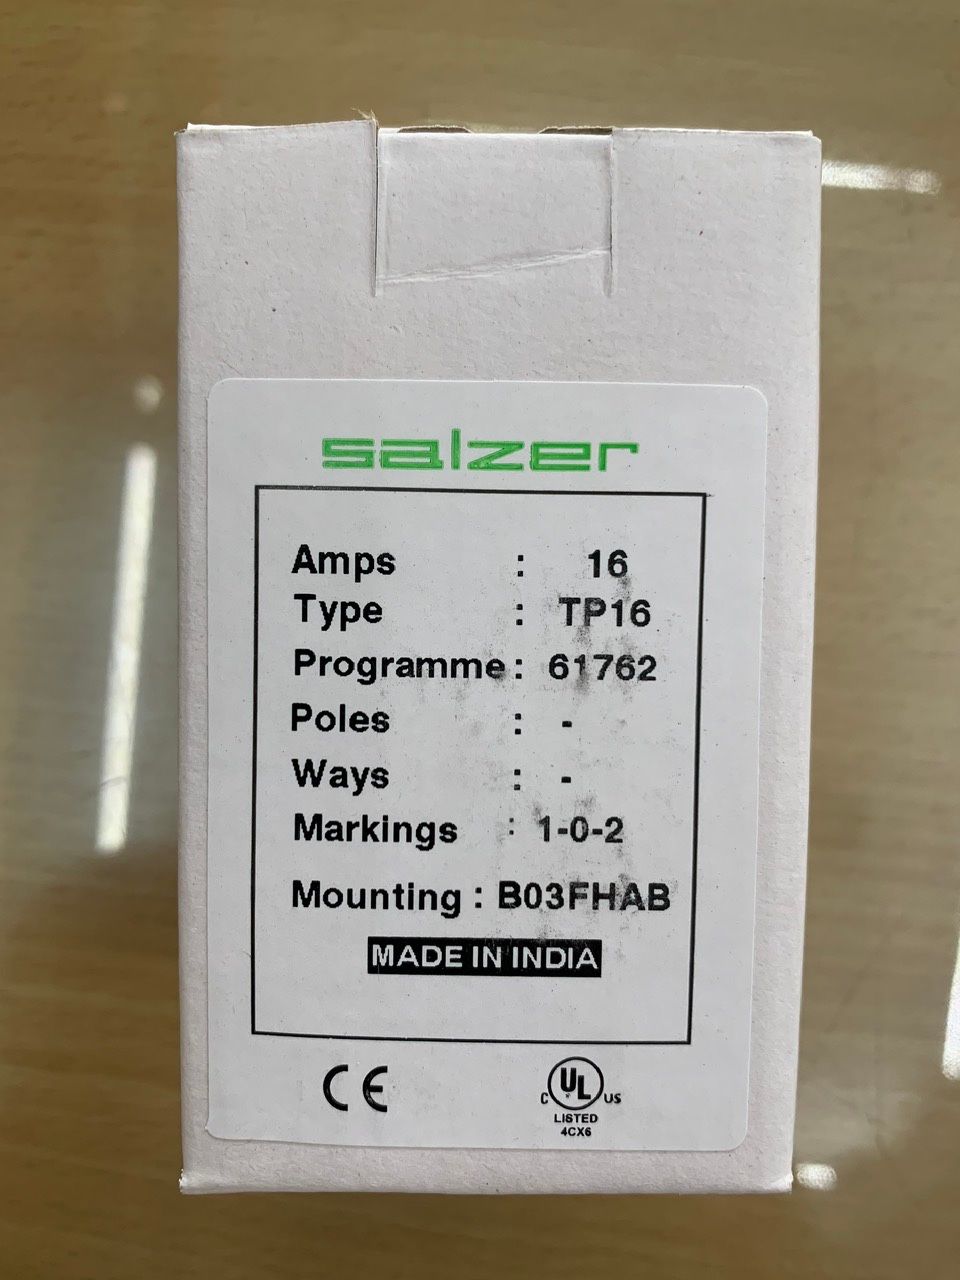 salzer
Amps : 16
Type : TP16
Programme : 61762
Poles : -
Ways : -
Markings : 1-0-2
Mounting : B03FHAB
MADE IN INDIA
CE
C UL US
LISTED
4CX6